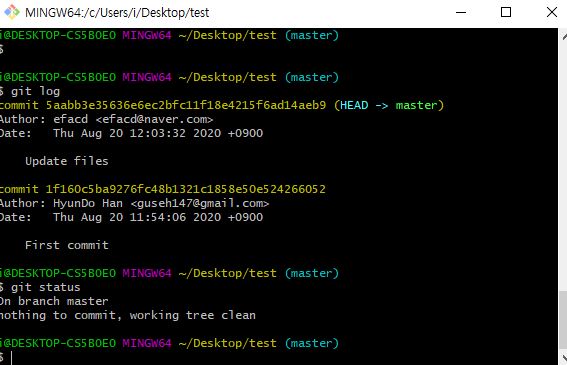 MINGW64:/c/Users/i/Desktop/test
i@DESKTOP-CS5B0E0 MINGW64 ~/Desktop/test (master)
$
i@DESKTOP-CS5B0E0 MINGW64 ~/Desktop/test (master)
$ git log
commit 5aabb3e35636e6ec2bfc11f18e4215f6ad14aeb9 (HEAD -> master)
Author: efacd <efacd@naver.com>
Date:   Thu Aug 20 12:03:32 2020 +0900
Update files
commit 1f160c5ba9276fc48b1321c1858e50e524266052
Author: HyunDo Han <guseh147@gmail.com>
Date:   Thu Aug 20 11:54:06 2020 +0900
First commit
i@DESKTOP-CS5B0E0 MINGW64 ~/Desktop/test (master)
$ git status
On branch master
nothing to commit, working tree clean
i@DESKTOP-CS5B0E0 MINGW64 ~/Desktop/test (master)
$